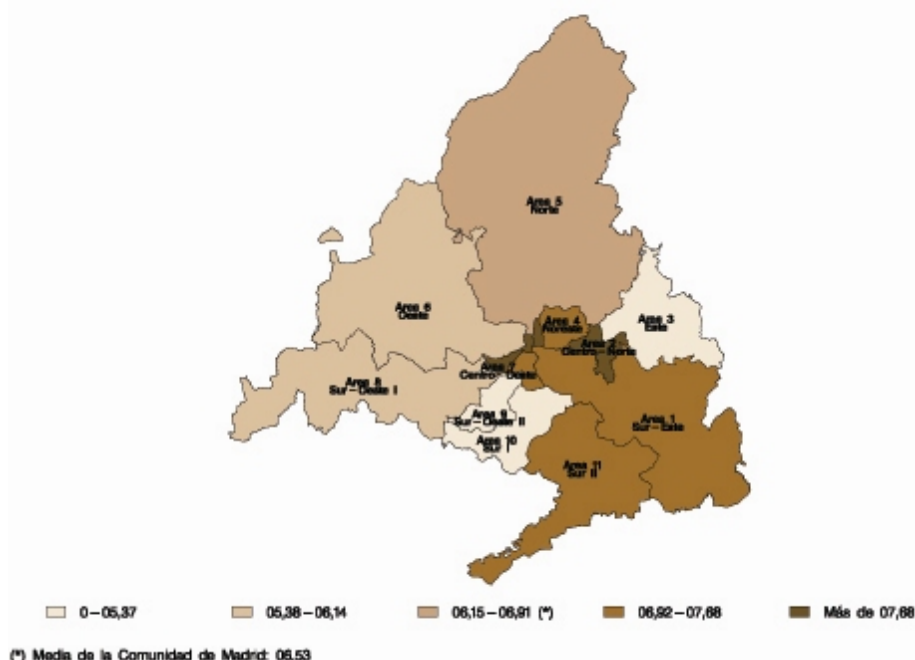 Area 5
Norte
Area 6
Oeste
Area 4
Noreste
Area 3
Este
Area 2
Centro-Norte
Area 7
Centro-Oeste
Area 8
Sur-Oeste I
Area 9
Sur-Oeste II
Area 1
Sur-Este
Area 10
Sur I
Area 11
Sur II
0-05,37
05,38-06,14
06,15-06,91 (*)
06,92-07,68
Más de 07,68
(*) Media de la Comunidad de Madrid: 06,53